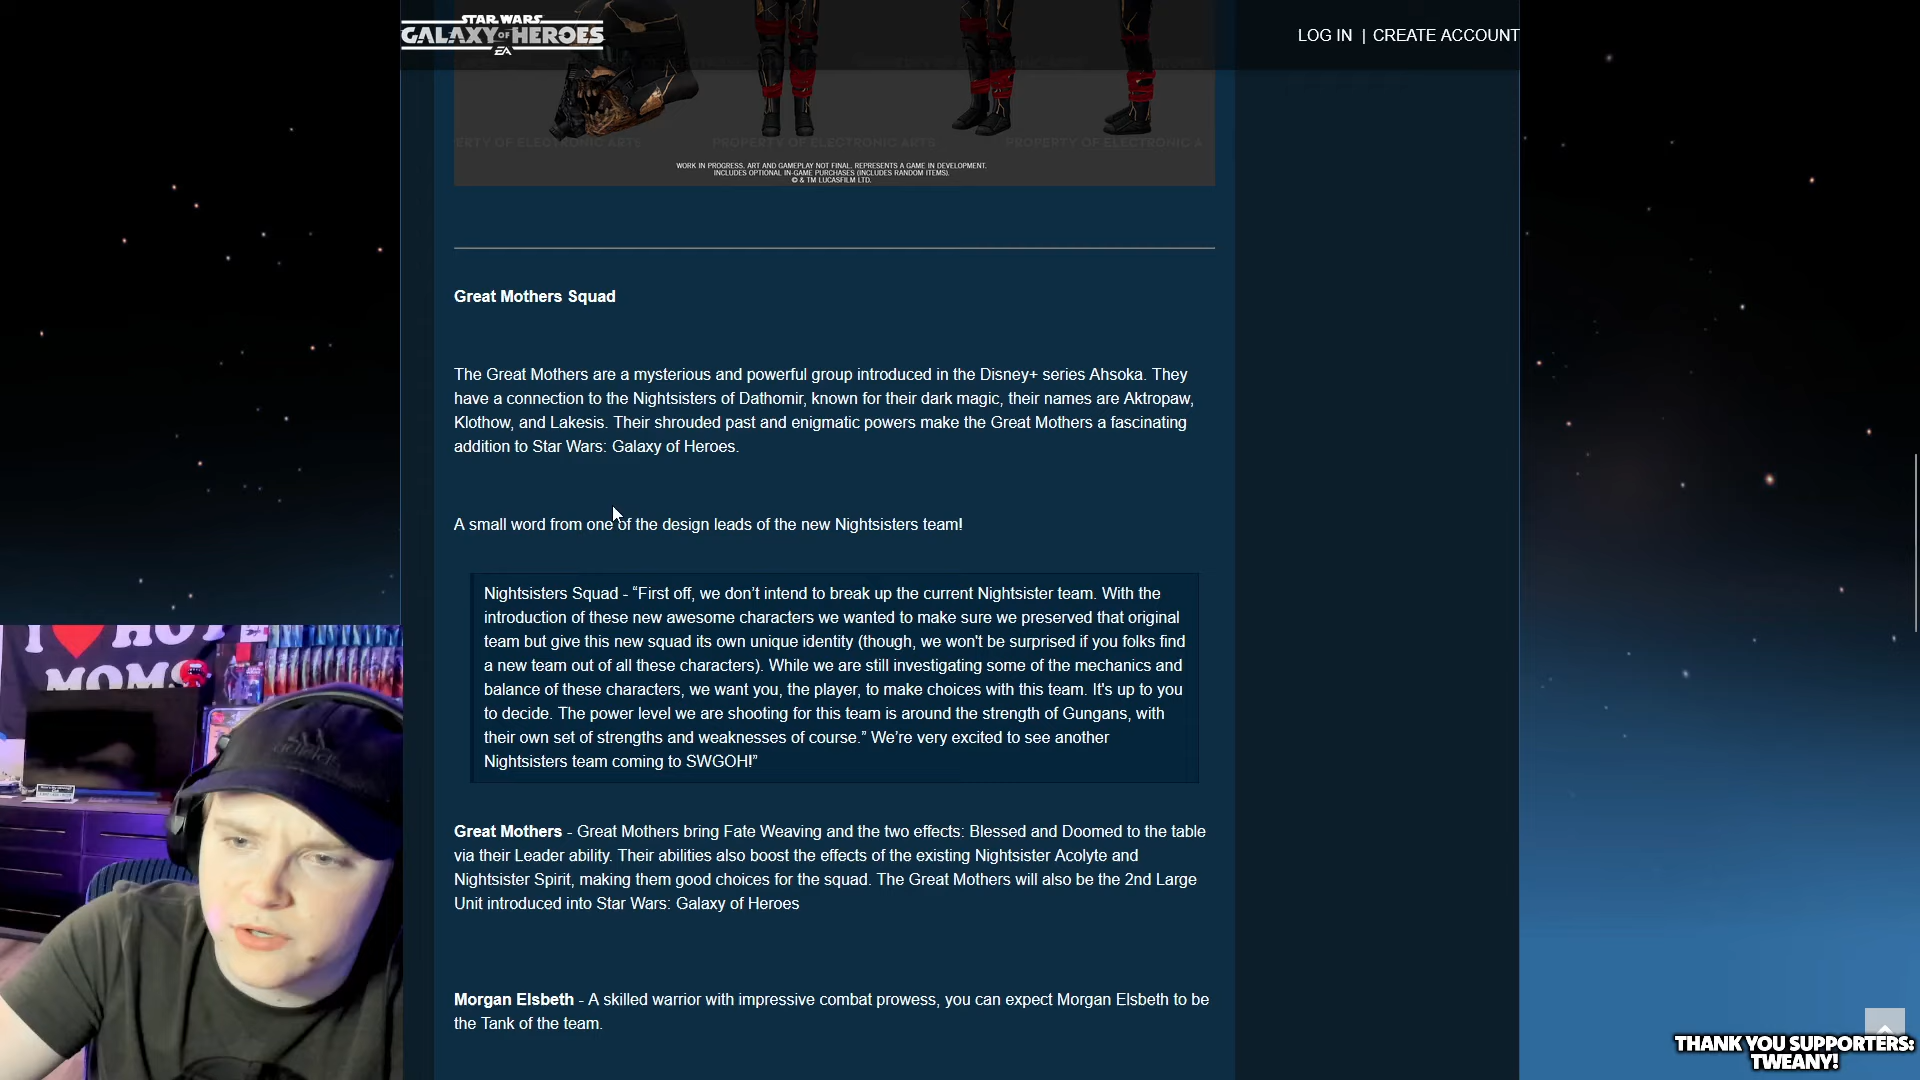 STAR WARS
GALAXY OF HEROES
EA
LOG IN | CREATE ACCOUNT
PROPERTY OF ELECTRONIC ARTS
WORK IN PROGRESS, ART AND GAMEPLAY NOT FINAL. REPRESENTS A GAME IN DEVELOPMENT.
INCLUDES OPTIONAL IN-GAME PURCHASES (INCLUDES RANDOM ITEMS).
© & TM LUCASFILM LTD.
Great Mothers Squad
The Great Mothers are a mysterious and powerful group introduced in the Disney+ series Ahsoka. They
have a connection to the Nightsisters of Dathomir, known for their dark magic, their names are Aktropaw,
Klothow, and Lakesis. Their shrouded past and enigmatic powers make the Great Mothers a fascinating
addition to Star Wars: Galaxy of Heroes.
A small word from one of the design leads of the new Nightsisters team!
Nightsisters Squad - “First off, we don’t intend to break up the current Nightsister team. With the
introduction of these new awesome characters we wanted to make sure we preserved that original
team but give this new squad its own unique identity (though, we won't be surprised if you folks find
a new team out of all these characters). While we are still investigating some of the mechanics and
balance of these characters, we want you, the player, to make choices with this team. It's up to you
to decide. The power level we are shooting for this team is around the strength of Gungans, with
their own set of strengths and weaknesses of course.” We’re very excited to see another
Nightsisters team coming to SWGOH!”
Great Mothers - Great Mothers bring Fate Weaving and the two effects: Blessed and Doomed to the table
via their Leader ability. Their abilities also boost the effects of the existing Nightsister Acolyte and
Nightsister Spirit, making them good choices for the squad. The Great Mothers will also be the 2nd Large
Unit introduced into Star Wars: Galaxy of Heroes
Morgan Elsbeth - A skilled warrior with impressive combat prowess, you can expect Morgan Elsbeth to be
the Tank of the team.
I ♥ HOT
MOMS
adidas
THANK YOU SUPPORTERS:
TWEANY!